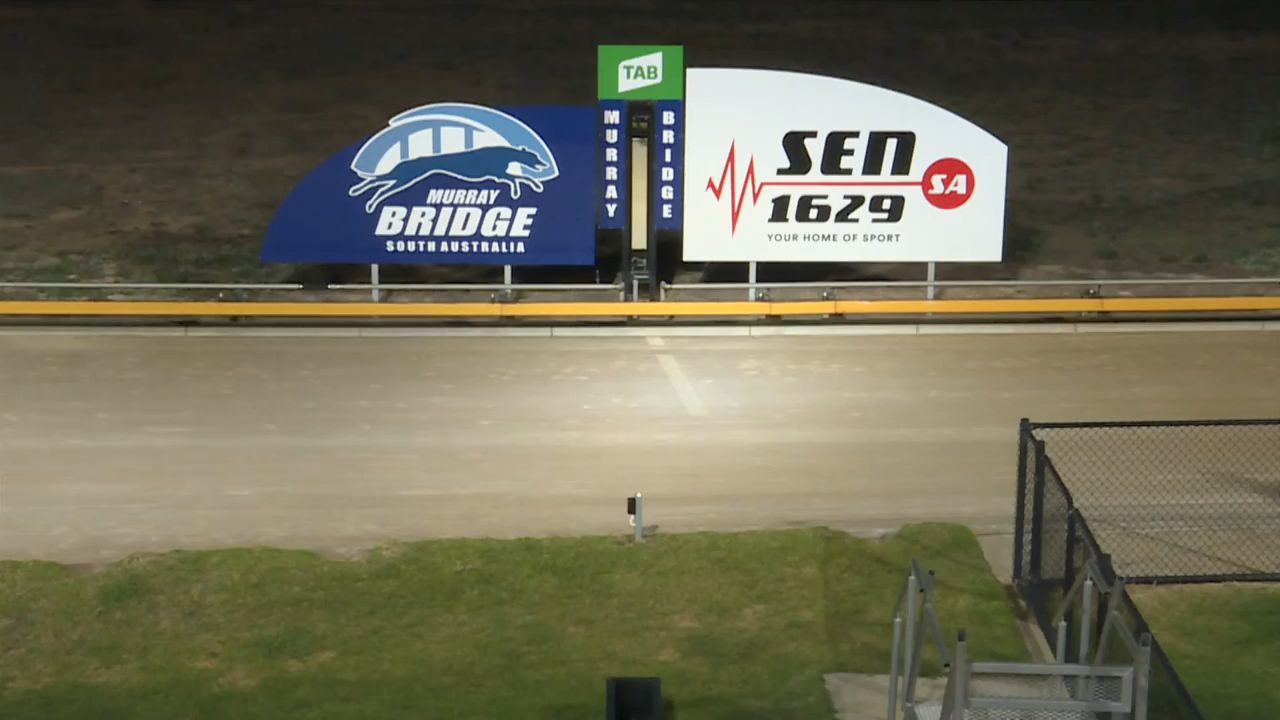 TAB
MURRAY
BRIDGE
MURRAY
BRIDGE
SOUTH AUSTRALIA
SEN
SA
1629
YOUR HOME OF SPORT